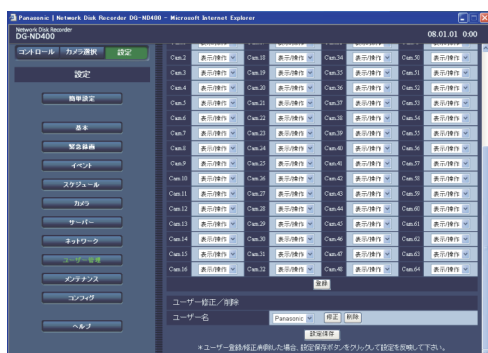 Panasonic | Network Disk Recorder DG-ND400 - Microsoft Internet Explorer
Network Disk Recorder
DG-ND400
08.01.01 0:00
コントロール カメラ選択 設定
設定
簡単設定
基本
緊急録画
イベント
スケジュール
カメラ
サーバー
ネットワーク
ユーザー管理
メンテナンス
コンフィグ
ヘルプ
Cam.2 表示/操作 Cam.18 表示/操作 Cam.34 表示/操作 Cam.50 表示/操作
Cam.3 表示/操作 Cam.19 表示/操作 Cam.35 表示/操作 Cam.51 表示/操作
Cam.4 表示/操作 Cam.20 表示/操作 Cam.36 表示/操作 Cam.52 表示/操作
Cam.5 表示/操作 Cam.21 表示/操作 Cam.37 表示/操作 Cam.53 表示/操作
Cam.6 表示/操作 Cam.22 表示/操作 Cam.38 表示/操作 Cam.54 表示/操作
Cam.7 表示/操作 Cam.23 表示/操作 Cam.39 表示/操作 Cam.55 表示/操作
Cam.8 表示/操作 Cam.24 表示/操作 Cam.40 表示/操作 Cam.56 表示/操作
Cam.9 表示/操作 Cam.25 表示/操作 Cam.41 表示/操作 Cam.57 表示/操作
Cam.10 表示/操作 Cam.26 表示/操作 Cam.42 表示/操作 Cam.58 表示/操作
Cam.11 表示/操作 Cam.27 表示/操作 Cam.43 表示/操作 Cam.59 表示/操作
Cam.12 表示/操作 Cam.28 表示/操作 Cam.44 表示/操作 Cam.60 表示/操作
Cam.13 表示/操作 Cam.29 表示/操作 Cam.45 表示/操作 Cam.61 表示/操作
Cam.14 表示/操作 Cam.30 表示/操作 Cam.46 表示/操作 Cam.62 表示/操作
Cam.15 表示/操作 Cam.31 表示/操作 Cam.47 表示/操作 Cam.63 表示/操作
Cam.16 表示/操作 Cam.32 表示/操作 Cam.48 表示/操作 Cam.64 表示/操作
登録
ユーザー修正／削除
ユーザー名 Panasonic 修正 削除
設定保存
＊ユーザー登録/修正/削除した場合、設定保存ボタンをクリックして設定を反映して下さい。